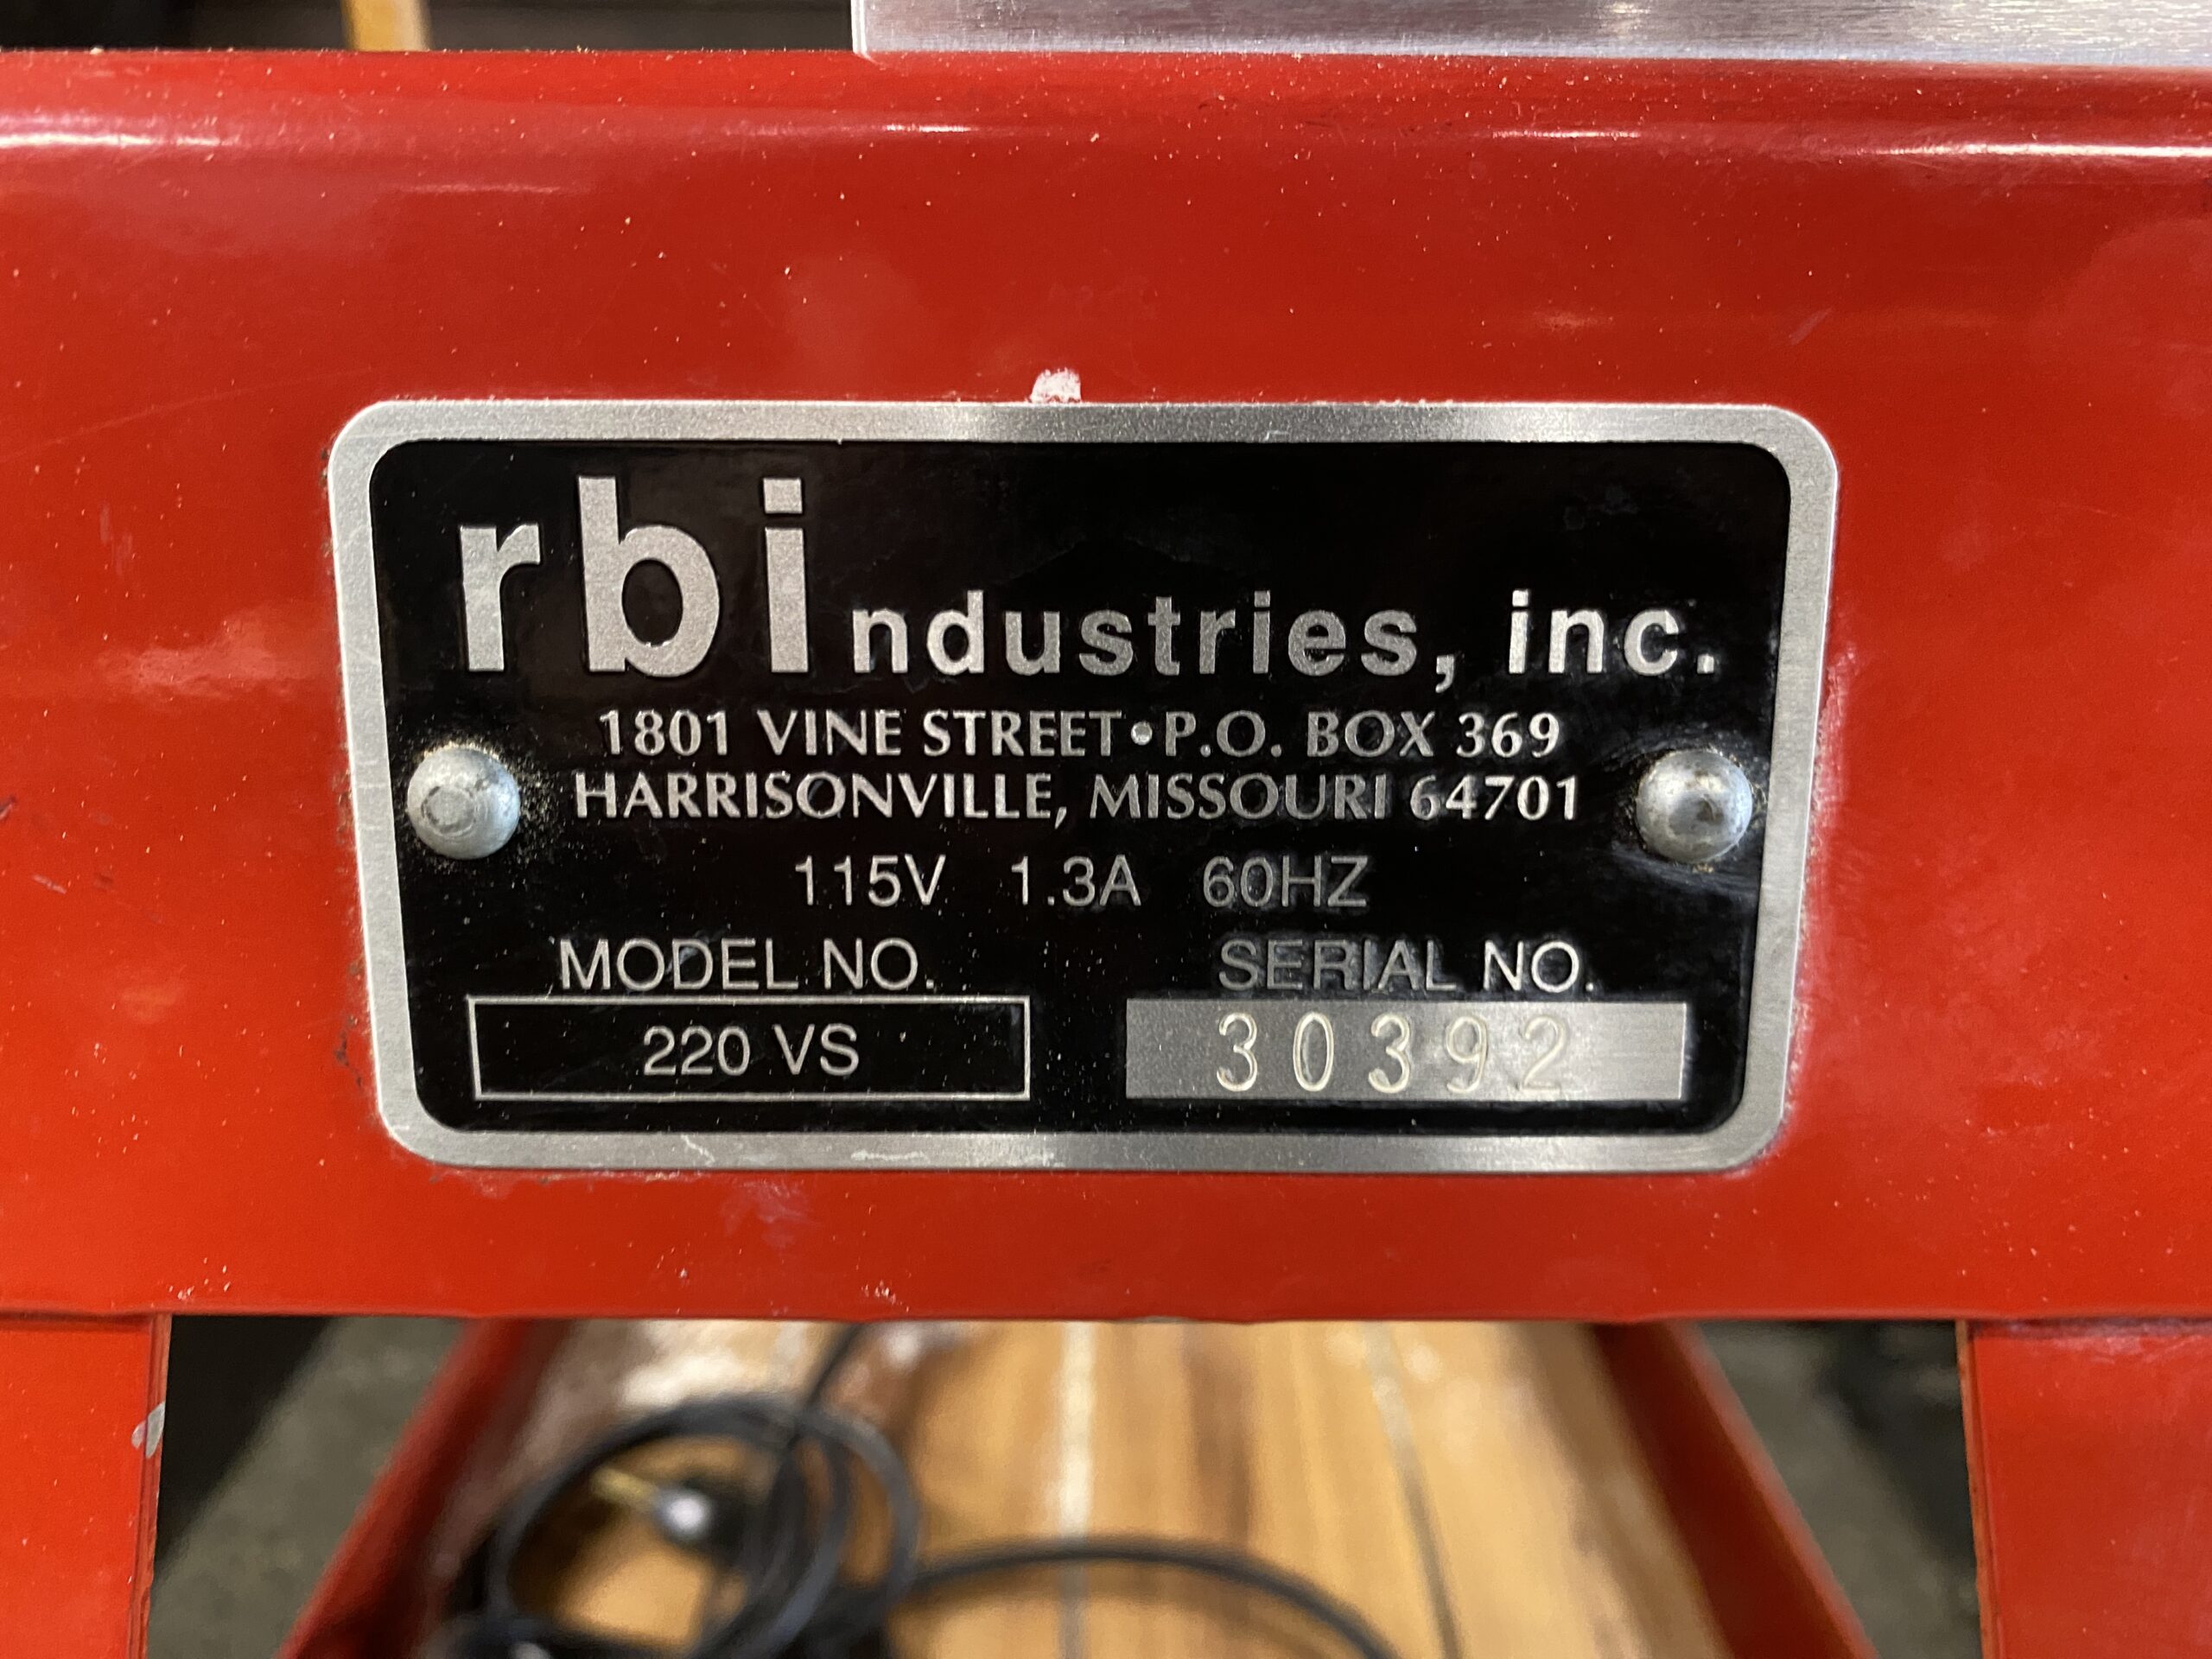 rbindustries, inc.
1801 VINE STREET•P.O. BOX 369
HARRISONVILLE, MISSOURI 64701
115V 1.3A 60HZ
MODEL NO. SERIAL NO.
220 VS 30392